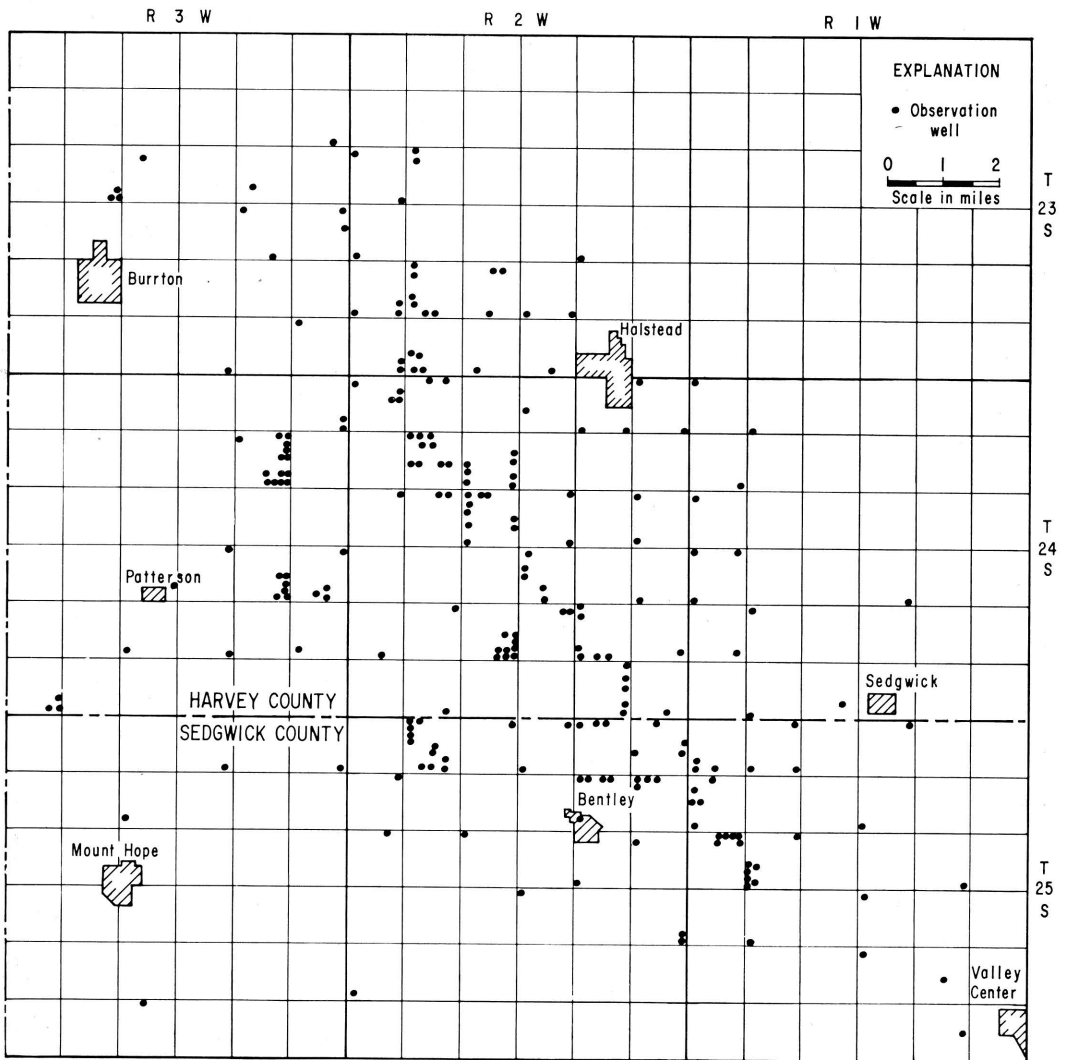 R 3 W
R 2 W
R 1 W
EXPLANATION
Observation
well
0 1 2
Scale in miles
T
23
S
Burrton
Halstead
T
24
S
Patterson
Sedgwick
HARVEY COUNTY
SEDGWICK COUNTY
Bentley
Mount Hope
T
25
S
Valley
Center